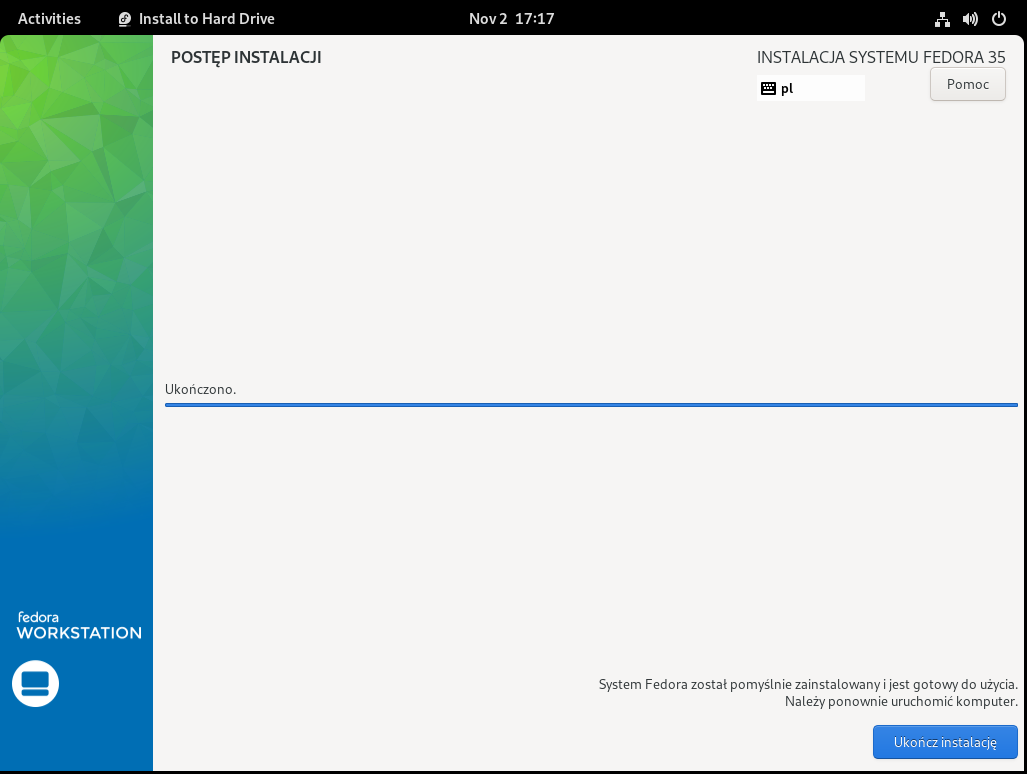 Activities
Install to Hard Drive
Nov 2 17:17
POSTĘP INSTALACJI
INSTALACJA SYSTEMU FEDORA 35
pl
Pomoc
Ukończono.
fedora
WORKSTATION
System Fedora został pomyślnie zainstalowany i jest gotowy do użycia.
Należy ponownie uruchomić komputer.
Ukończ instalację